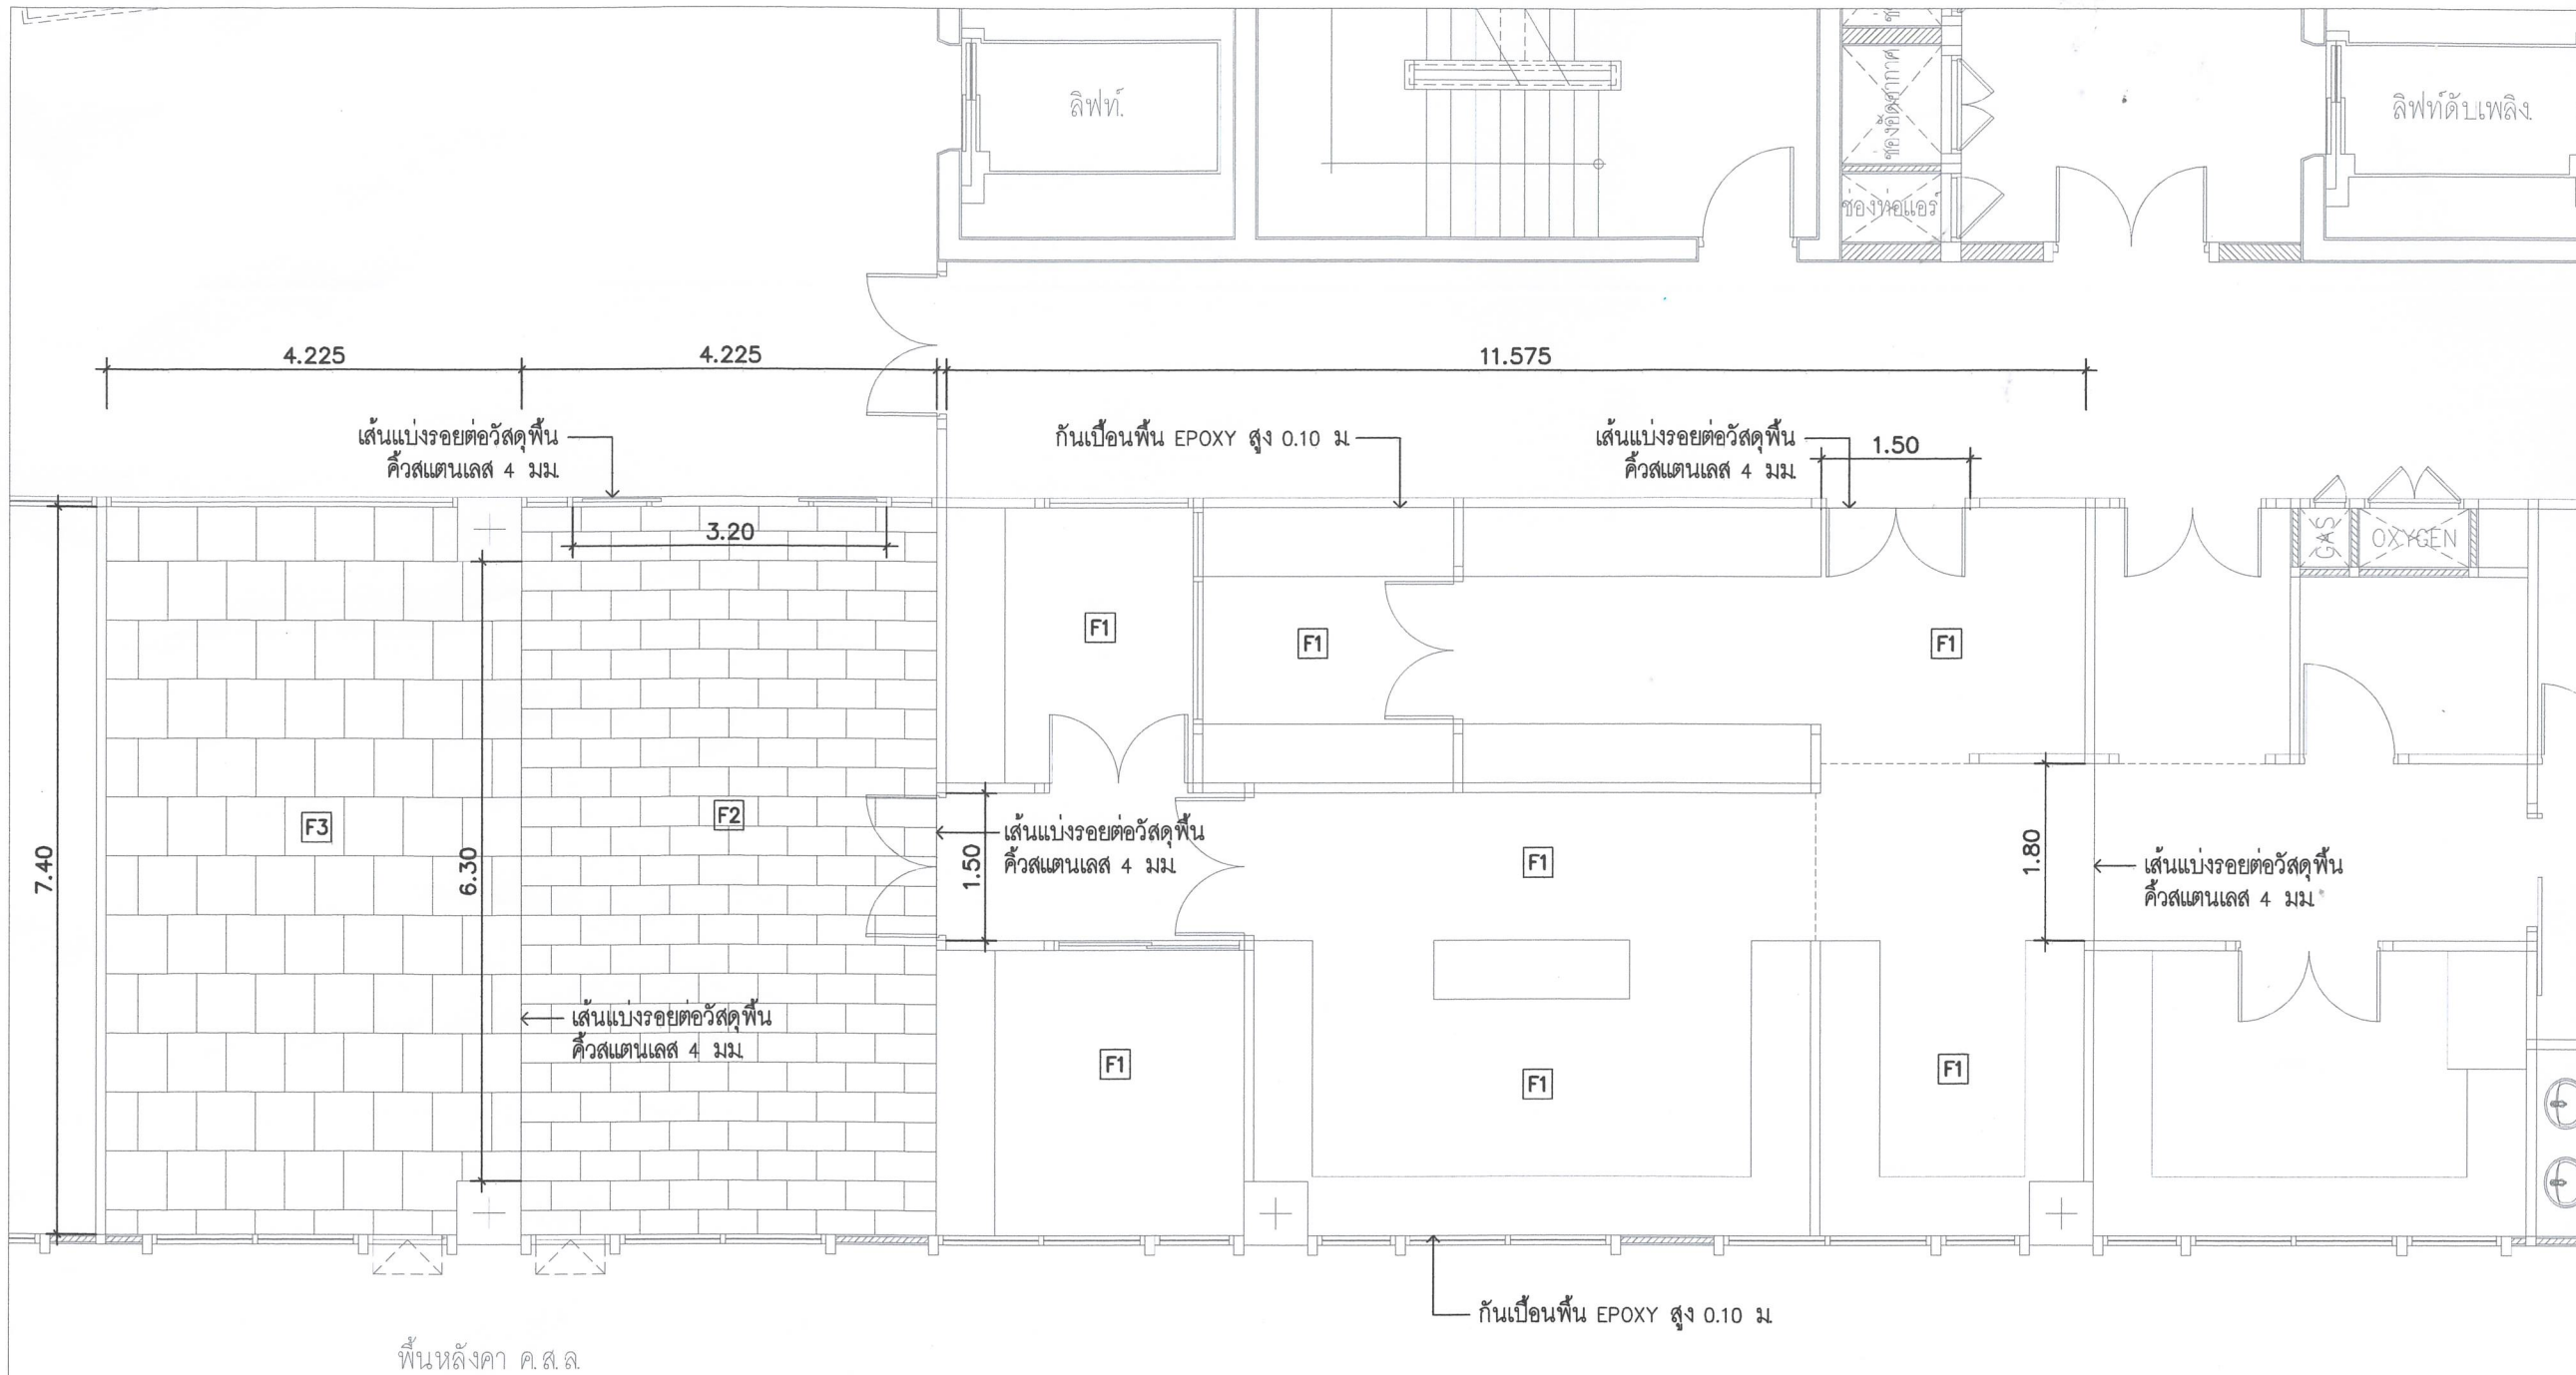 ลิฟท์.
ช่องอัดอากาศ
ช่องท่อแอร์
ลิฟท์ดับเพลิง.
4.225
4.225
11.575
เส้นแบ่งรอยต่อวัสดุพื้น
คิ้วสแตนเลส 4 มม.
กันเปื้อนพื้น EPOXY สูง 0.10 ม.
เส้นแบ่งรอยต่อวัสดุพื้น
คิ้วสแตนเลส 4 มม.
1.50
3.20
GAS
OXYGEN
F1
F1
F1
F3
F2
7.40
6.30
เส้นแบ่งรอยต่อวัสดุพื้น
คิ้วสแตนเลส 4 มม.
1.50
F1
1.80
เส้นแบ่งรอยต่อวัสดุพื้น
คิ้วสแตนเลส 4 มม.
เส้นแบ่งรอยต่อวัสดุพื้น
คิ้วสแตนเลส 4 มม.
F1
F1
F1
กันเปื้อนพื้น EPOXY สูง 0.10 ม.
พื้นหลังคา ค.ส.ล.